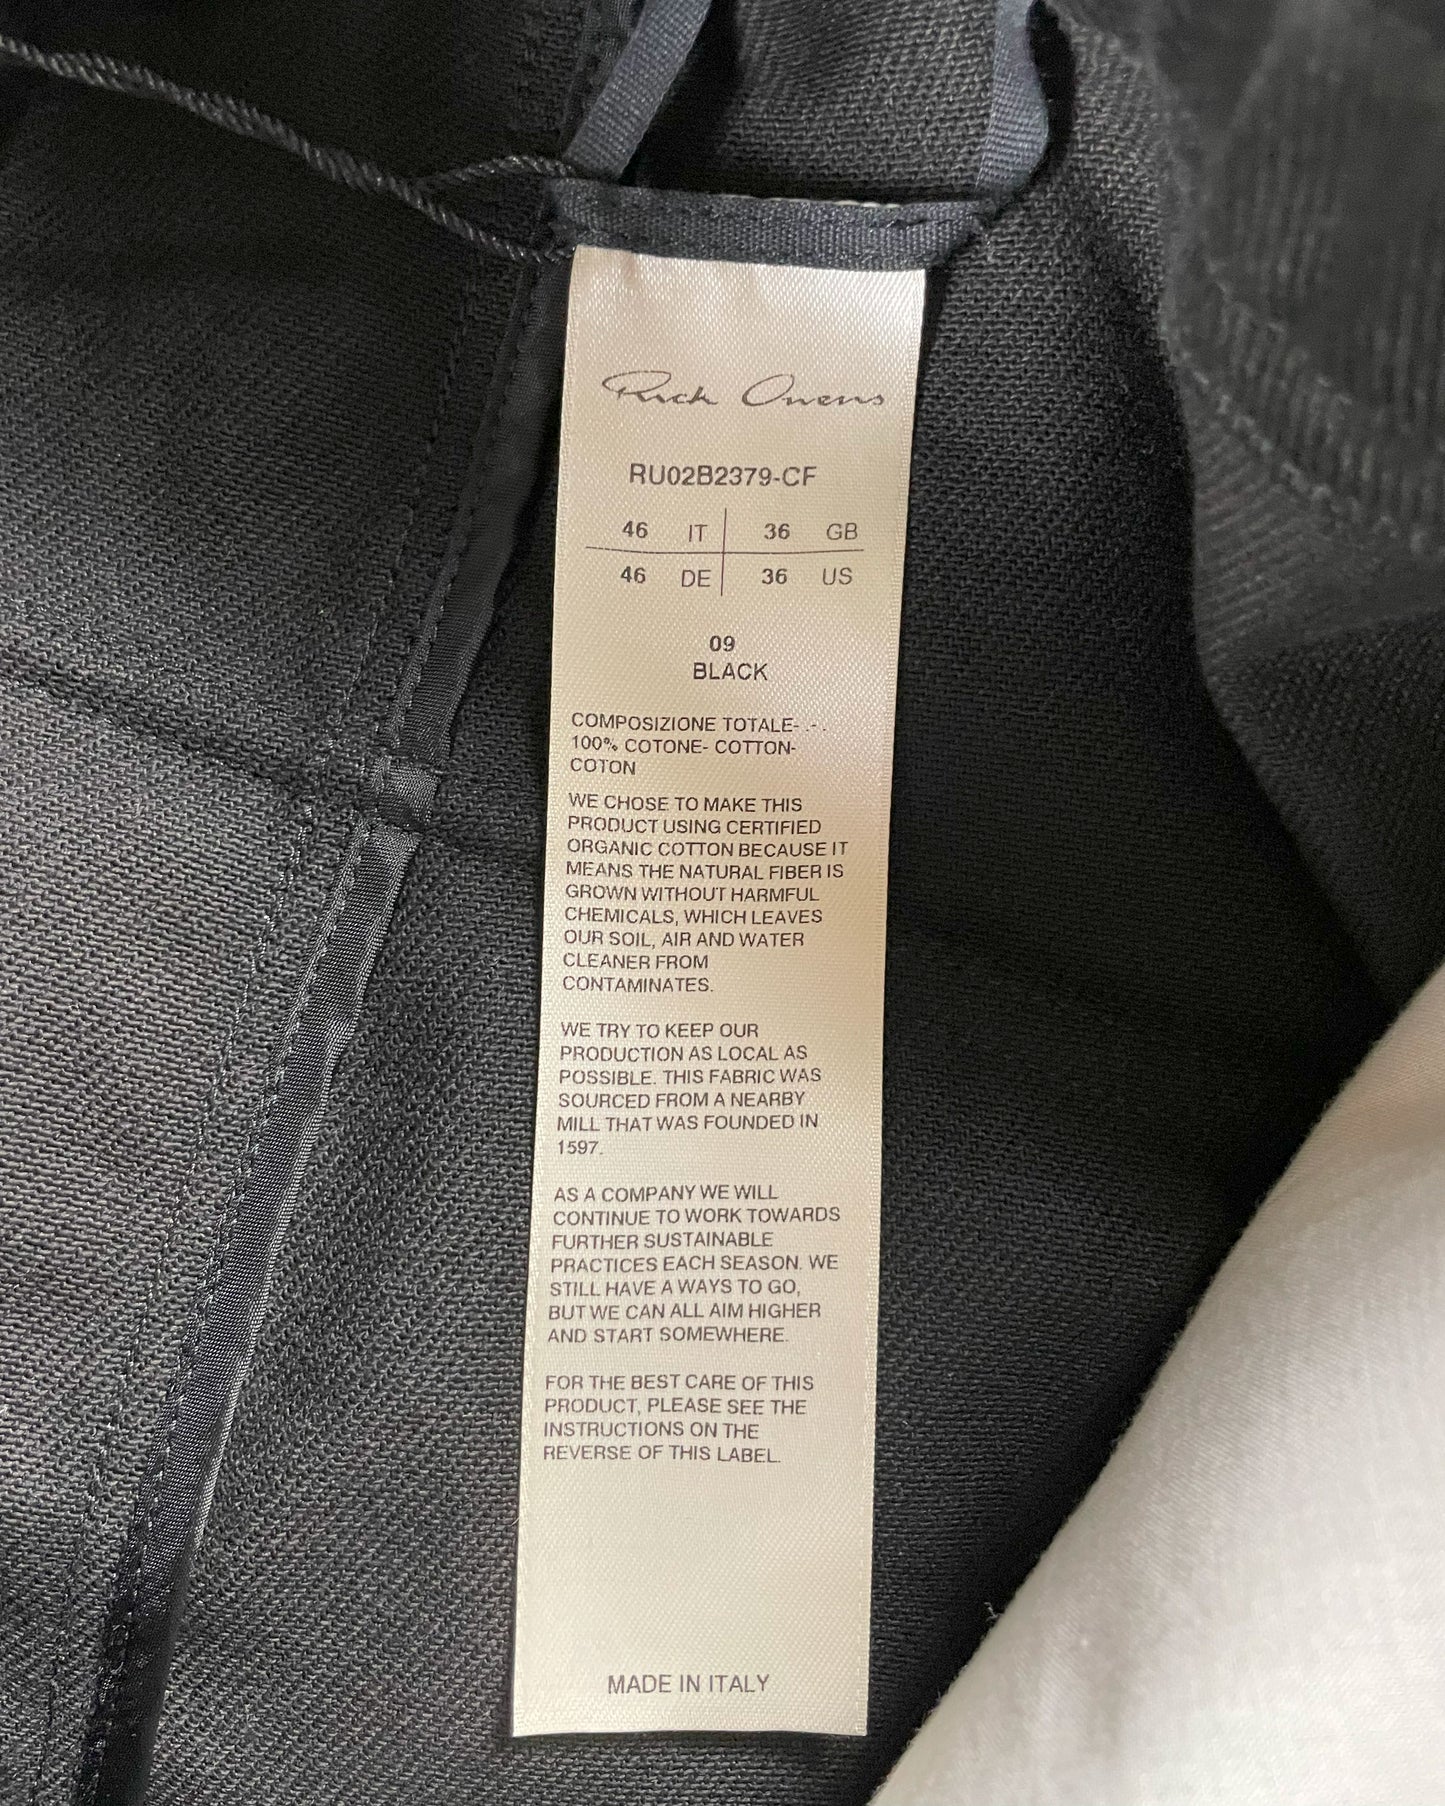 Rick Owens
RU02B2379-CF
46 IT 36 GB
46 DE 36 US
09
BLACK
COMPOSIZIONE TOTALE- .-.
100% COTONE- COTTON-
COTON
WE CHOSE TO MAKE THIS
PRODUCT USING CERTIFIED
ORGANIC COTTON BECAUSE IT
MEANS THE NATURAL FIBER IS
GROWN WITHOUT HARMFUL
CHEMICALS, WHICH LEAVES
OUR SOIL, AIR AND WATER
CLEANER FROM
CONTAMINATES.
WE TRY TO KEEP OUR
PRODUCTION AS LOCAL AS
POSSIBLE. THIS FABRIC WAS
SOURCED FROM A NEARBY
MILL THAT WAS FOUNDED IN
1597.
AS A COMPANY WE WILL
CONTINUE TO WORK TOWARDS
FURTHER SUSTAINABLE
PRACTICES EACH SEASON. WE
STILL HAVE A WAYS TO GO,
BUT WE CAN ALL AIM HIGHER
AND START SOMEWHERE.
FOR THE BEST CARE OF THIS
PRODUCT, PLEASE SEE THE
INSTRUCTIONS ON THE
REVERSE OF THIS LABEL.
MADE IN ITALY